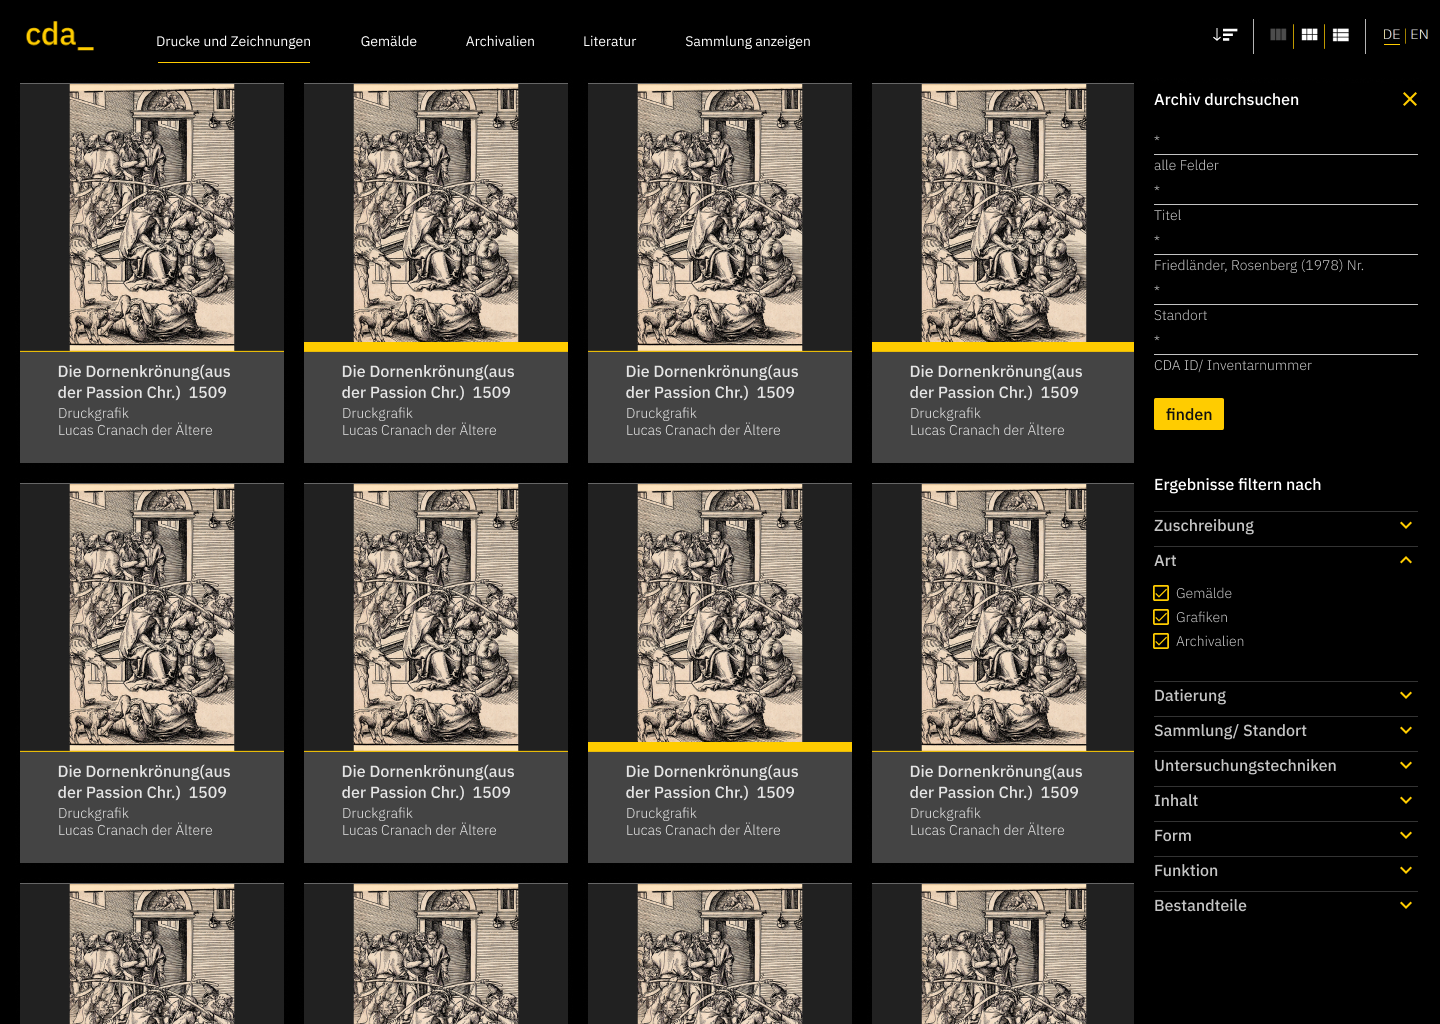 cda_
Drucke und Zeichnungen
Gemälde
Archivalien
Literatur
Sammlung anzeigen
DE | EN
Die Dornenkrönung(aus
der Passion Chr.)  1509
Druckgrafik
Lucas Cranach der Ältere
Die Dornenkrönung(aus
der Passion Chr.)  1509
Druckgrafik
Lucas Cranach der Ältere
Die Dornenkrönung(aus
der Passion Chr.)  1509
Druckgrafik
Lucas Cranach der Ältere
Die Dornenkrönung(aus
der Passion Chr.)  1509
Druckgrafik
Lucas Cranach der Ältere
Die Dornenkrönung(aus
der Passion Chr.)  1509
Druckgrafik
Lucas Cranach der Ältere
Die Dornenkrönung(aus
der Passion Chr.)  1509
Druckgrafik
Lucas Cranach der Ältere
Die Dornenkrönung(aus
der Passion Chr.)  1509
Druckgrafik
Lucas Cranach der Ältere
Die Dornenkrönung(aus
der Passion Chr.)  1509
Druckgrafik
Lucas Cranach der Ältere
Archiv durchsuchen
*
alle Felder
*
Titel
*
Friedländer, Rosenberg (1978) Nr.
*
Standort
*
CDA ID/ Inventarnummer
finden
Ergebnisse filtern nach
Zuschreibung
Art
Gemälde
Grafiken
Archivalien
Datierung
Sammlung/ Standort
Untersuchungstechniken
Inhalt
Form
Funktion
Bestandteile